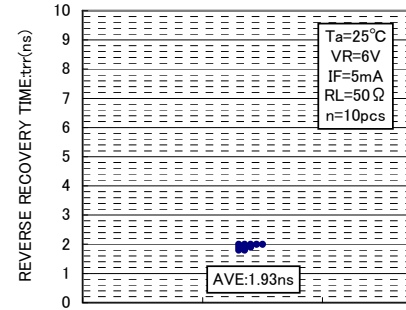 REVERSE RECOVERY TIME:trr(ns)
10
9
8
7
6
5
4
3
2
1
0
Ta=25°C
VR=6V
IF=5mA
RL=50Ω
n=10pcs
AVE:1.93ns